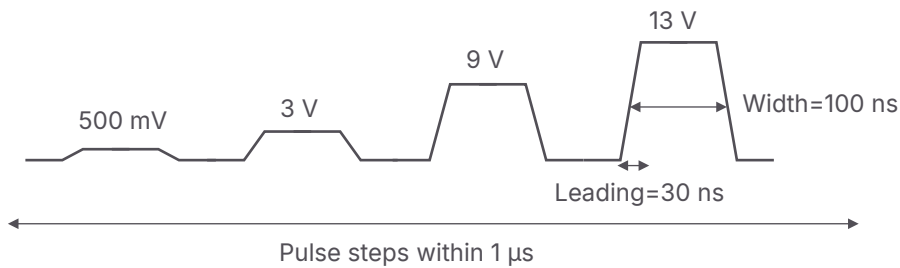 13 V
9 V
3 V
500 mV
Width=100 ns
Leading=30 ns
Pulse steps within 1 μs